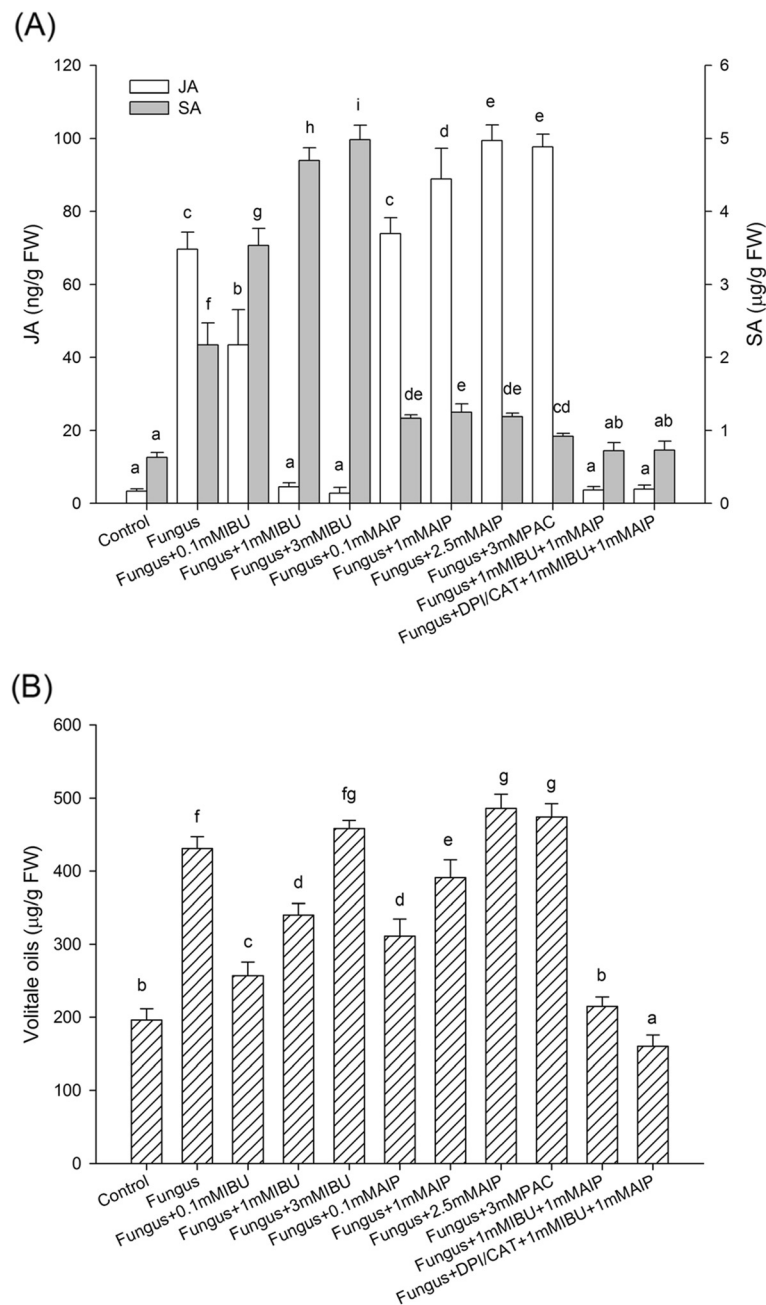 (A)
120
100
80
60
40
20
0
JA (ng/g FW)
JA
SA
6
5
4
3
2
1
0
SA (μg/g FW)
a
a
c
f
b
g
a
h
a
i
c
de
d
e
e
de
e
cd
a
ab
a
ab
Control
Fungus
Fungus+0.1mMIBU
Fungus+1mMIBU
Fungus+3mMIBU
Fungus+0.1mMAIP
Fungus+1mMAIP
Fungus+2.5mMAIP
Fungus+3mMPAC
Fungus+1mMIBU+1mMAIP
Fungus+DPI/CAT+1mMIBU+1mMAIP
(B)
600
500
400
300
200
100
0
Volitale oils (μg/g FW)
b
f
c
d
fg
d
e
g
g
b
a
Control
Fungus
Fungus+0.1mMIBU
Fungus+1mMIBU
Fungus+3mMIBU
Fungus+0.1mMAIP
Fungus+1mMAIP
Fungus+2.5mMAIP
Fungus+3mMPAC
Fungus+1mMIBU+1mMAIP
Fungus+DPI/CAT+1mMIBU+1mMAIP